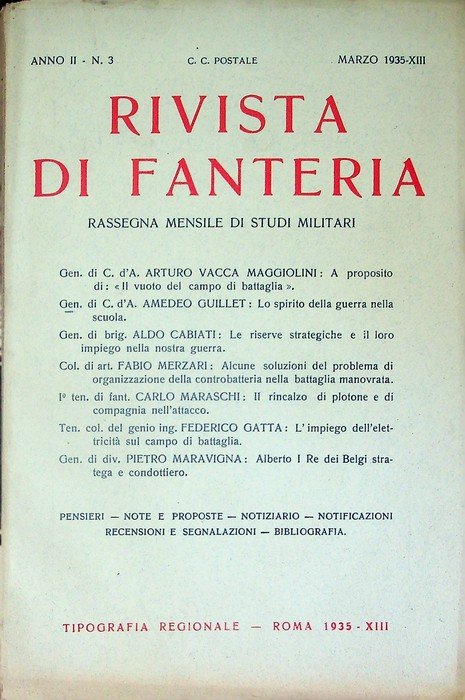 ANNO II - N. 3 C. C. POSTALE MARZO 1935-XIII
RIVISTA
DI FANTERIA
RASSEGNA MENSILE DI STUDI MILITARI
Gen. di C. d'A. ARTURO VACCA MAGGIOLINI: A proposito
di: « Il vuoto del campo di battaglia ».
Gen. di C. d'A. AMEDEO GUILLET: Lo spirito della guerra nella
scuola.
Gen. di brig. ALDO CABIATI: Le riserve strategiche e il loro
impiego nella nostra guerra.
Col. di art. FABIO MERZARI: Alcune soluzioni del problema di
organizzazione della controbatteria nella battaglia manovrata.
Iº ten. di fant. CARLO MARASCHI: Il rincalzo di plotone e di
compagnia nell'attacco.
Ten. col. del genio ing. FEDERICO GATTA: L'impiego dell'elet-
tricità sul campo di battaglia.
Gen. di div. PIETRO MARAVIGNA: Alberto I Re dei Belgi stra-
tega e condottiero.
PENSIERI — NOTE E PROPOSTE — NOTIZIARIO — NOTIFICAZIONI
RECENSIONI E SEGNALAZIONI — BIBLIOGRAFIA.
TIPOGRAFIA REGIONALE — ROMA 1935 - XIII